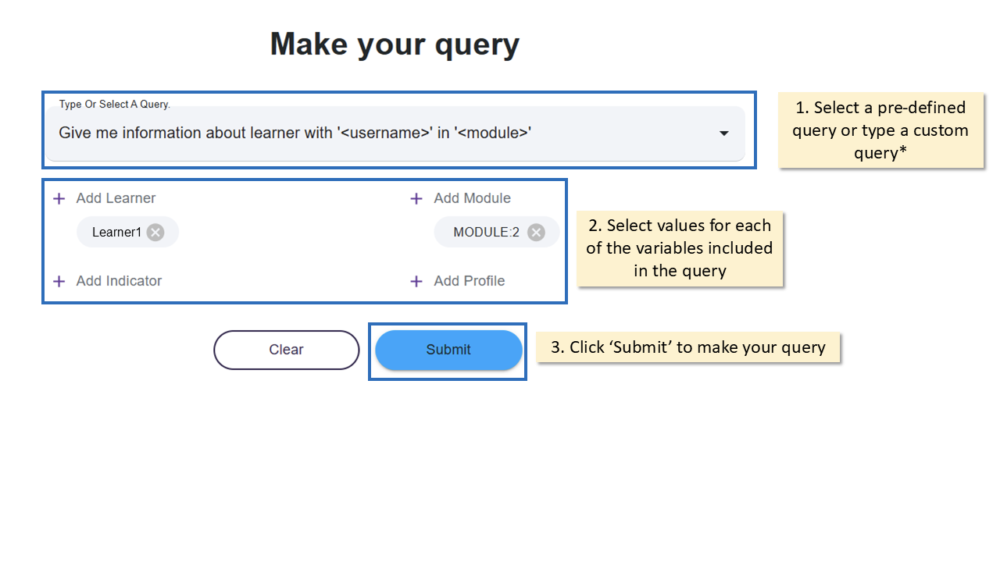 Make your query
Type Or Select A Query.
Give me information about learner with '<username>' in '<module>'
1. Select a pre-defined
query or type a custom
query*
Add Learner
Add Module
Learner1
MODULE:2
Add Indicator
Add Profile
2. Select values for each
of the variables included
in the query
Clear
Submit
3. Click ‘Submit’ to make your query